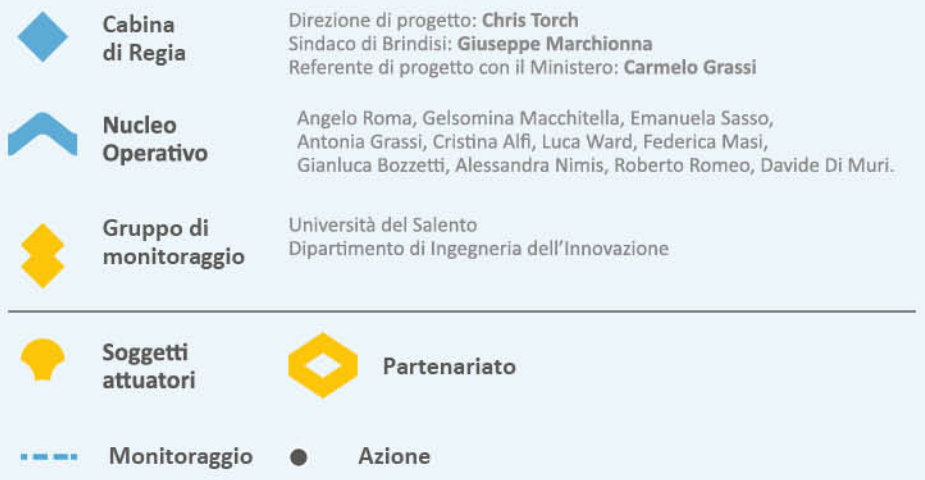 Cabina
di Regia
Direzione di progetto: Chris Torch
Sindaco di Brindisi: Giuseppe Marchionna
Referente di progetto con il Ministero: Carmelo Grassi
Nucleo
Operativo
Angelo Roma, Gelsomina Macchitella, Emanuela Sasso,
Antonia Grassi, Cristina Alfi, Luca Ward, Federica Masi,
Gianluca Bozzetti, Alessandra Nimis, Roberto Romeo, Davide Di Muri.
Gruppo di
monitoraggio
Università del Salento
Dipartimento di Ingegneria dell'Innovazione
Soggetti
attuatori
Partenariato
Monitoraggio
Azione